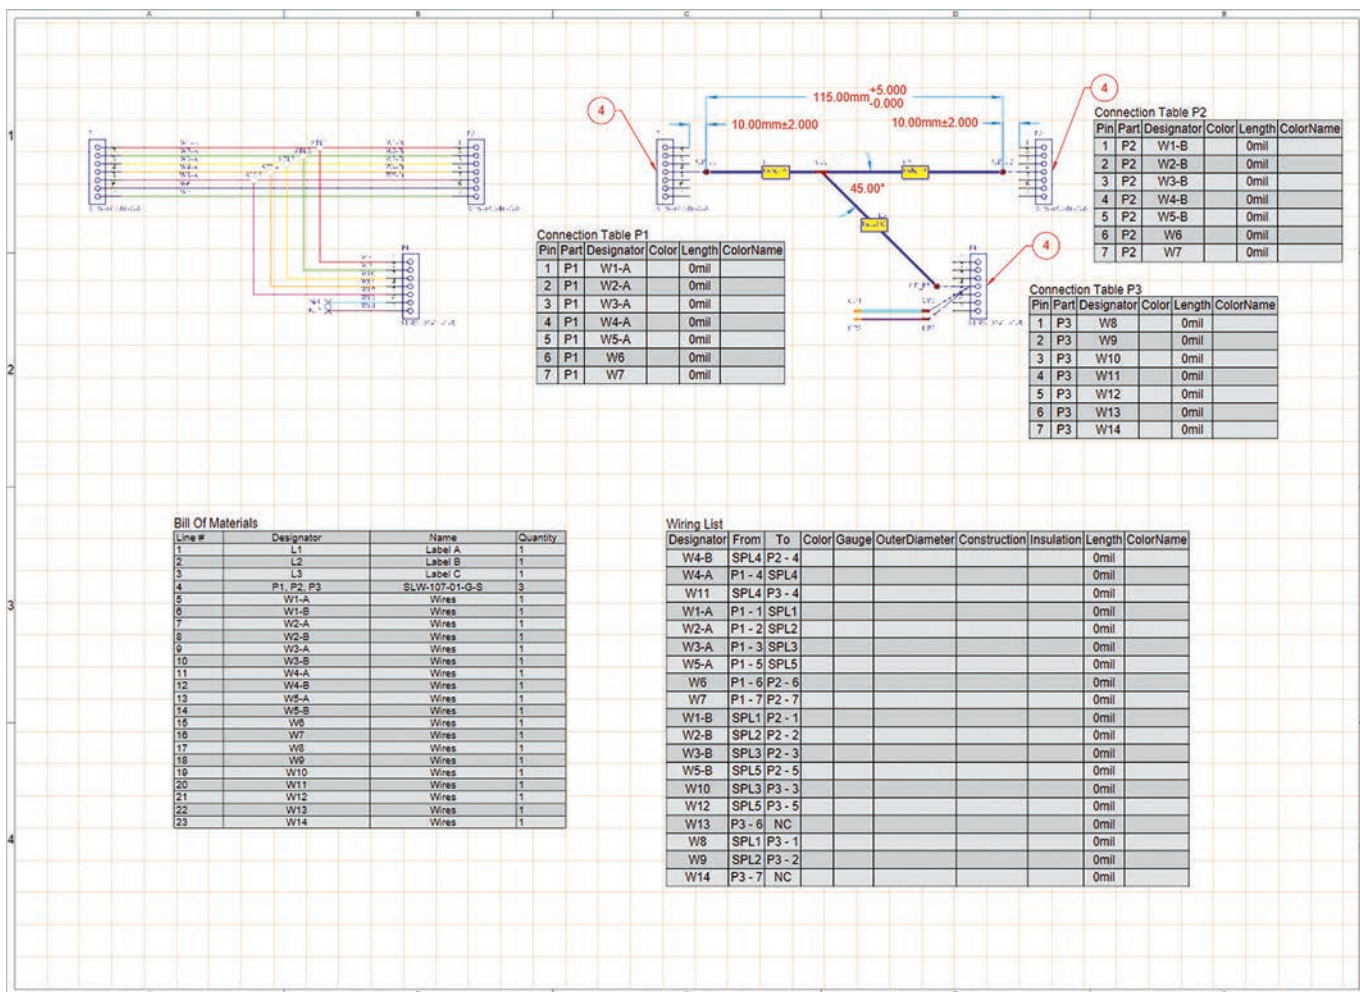 A B C D E
1
2
3
4
115.00mm +5.000 -0.000
10.00mm±2.000
10.00mm±2.000
45.00°
4
4
4
Connection Table P2
Pin Part Designator Color Length ColorName
1 P2 W1-B 0mil
2 P2 W2-B 0mil
3 P2 W3-B 0mil
4 P2 W4-B 0mil
5 P2 W5-B 0mil
6 P2 W6 0mil
7 P2 W7 0mil
Connection Table P1
Pin Part Designator Color Length ColorName
1 P1 W1-A 0mil
2 P1 W2-A 0mil
3 P1 W3-A 0mil
4 P1 W4-A 0mil
5 P1 W5-A 0mil
6 P1 W6 0mil
7 P1 W7 0mil
Connection Table P3
Pin Part Designator Color Length ColorName
1 P3 W8 0mil
2 P3 W9 0mil
3 P3 W10 0mil
4 P3 W11 0mil
5 P3 W12 0mil
6 P3 W13 0mil
7 P3 W14 0mil
Bill Of Materials
Line # Designator Name Quantity
1 L1 Label A 1
2 L2 Label B 1
3 L3 Label C 1
4 P1, P2, P3 SLW-107-01-G-S 3
5 W1-A Wires 1
6 W1-B Wires 1
7 W2-A Wires 1
8 W2-B Wires 1
9 W3-A Wires 1
10 W3-B Wires 1
11 W4-A Wires 1
12 W4-B Wires 1
13 W5-A Wires 1
14 W5-B Wires 1
15 W6 Wires 1
16 W7 Wires 1
17 W8 Wires 1
18 W9 Wires 1
19 W10 Wires 1
20 W11 Wires 1
21 W12 Wires 1
22 W13 Wires 1
23 W14 Wires 1
Wiring List
Designator From To Color Gauge OuterDiameter Construction Insulation Length ColorName
W4-B SPL4 P2 - 4 0mil
W4-A P1 - 4 SPL4 0mil
W11 SPL4 P3 - 4 0mil
W1-A P1 - 1 SPL1 0mil
W2-A P1 - 2 SPL2 0mil
W3-A P1 - 3 SPL3 0mil
W5-A P1 - 5 SPL5 0mil
W6 P1 - 6 P2 - 6 0mil
W7 P1 - 7 P2 - 7 0mil
W1-B SPL1 P2 - 1 0mil
W2-B SPL2 P2 - 2 0mil
W3-B SPL3 P2 - 3 0mil
W5-B SPL5 P2 - 5 0mil
W10 SPL3 P3 - 3 0mil
W12 SPL5 P3 - 5 0mil
W13 P3 - 6 NC 0mil
W8 SPL1 P3 - 1 0mil
W9 SPL2 P3 - 2 0mil
W14 P3 - 7 NC 0mil